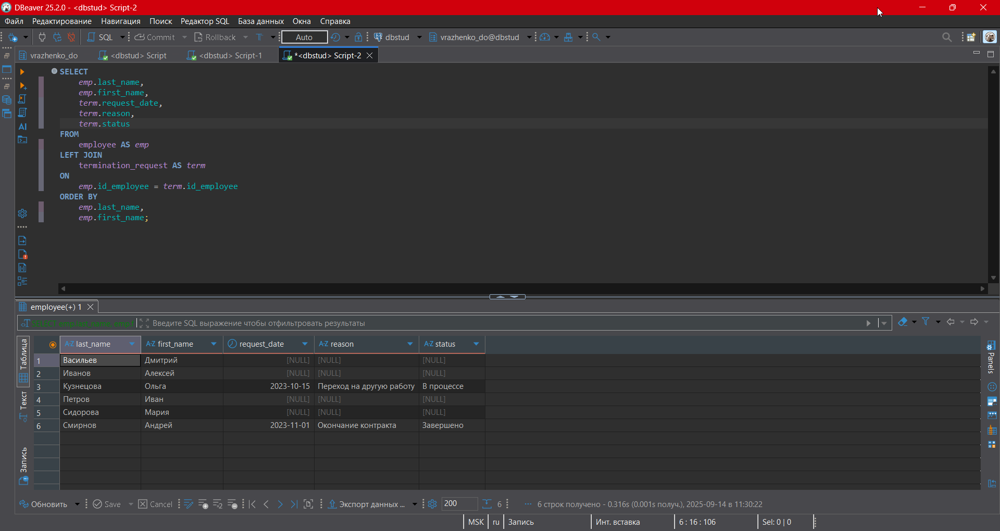 DBeaver 25.2.0 - <dbstud> Script-2
Файл Редактирование Навигация Поиск Редактор SQL База данных Окна Справка
SQL Commit Rollback T Auto dbstud vrazhenko_do@dbstud
vrazhenko_do <dbstud> Script <dbstud> Script-1 *<dbstud> Script-2
SELECT
emp.last_name,
emp.first_name,
term.request_date,
term.reason,
term.status
FROM
employee AS emp
LEFT JOIN
termination_request AS term
ON
emp.id_employee = term.id_employee
ORDER BY
emp.last_name,
emp.first_name;
AI
employee(+) 1
SELECT emp.last_name, emp.f Введите SQL выражение чтобы отфильтровать результаты
A-Z last_name A-Z first_name request_date A-Z reason A-Z status
1 Васильев Дмитрий [NULL] [NULL] [NULL]
2 Иванов Алексей [NULL] [NULL] [NULL]
3 Кузнецова Ольга 2023-10-15 Переход на другую работу В процессе
4 Петров Иван [NULL] [NULL] [NULL]
5 Сидорова Мария [NULL] [NULL] [NULL]
6 Смирнов Андрей 2023-11-01 Окончание контракта Завершено
Таблица
Текст
Запись
Panels
Обновить Save Cancel Экспорт данных ... 200 6 6 строк получено - 0.316s (0.001s получ.), 2025-09-14 в 11:30:22
MSK ru Запись Инт. вставка 6 : 16 : 106 Sel: 0 | 0